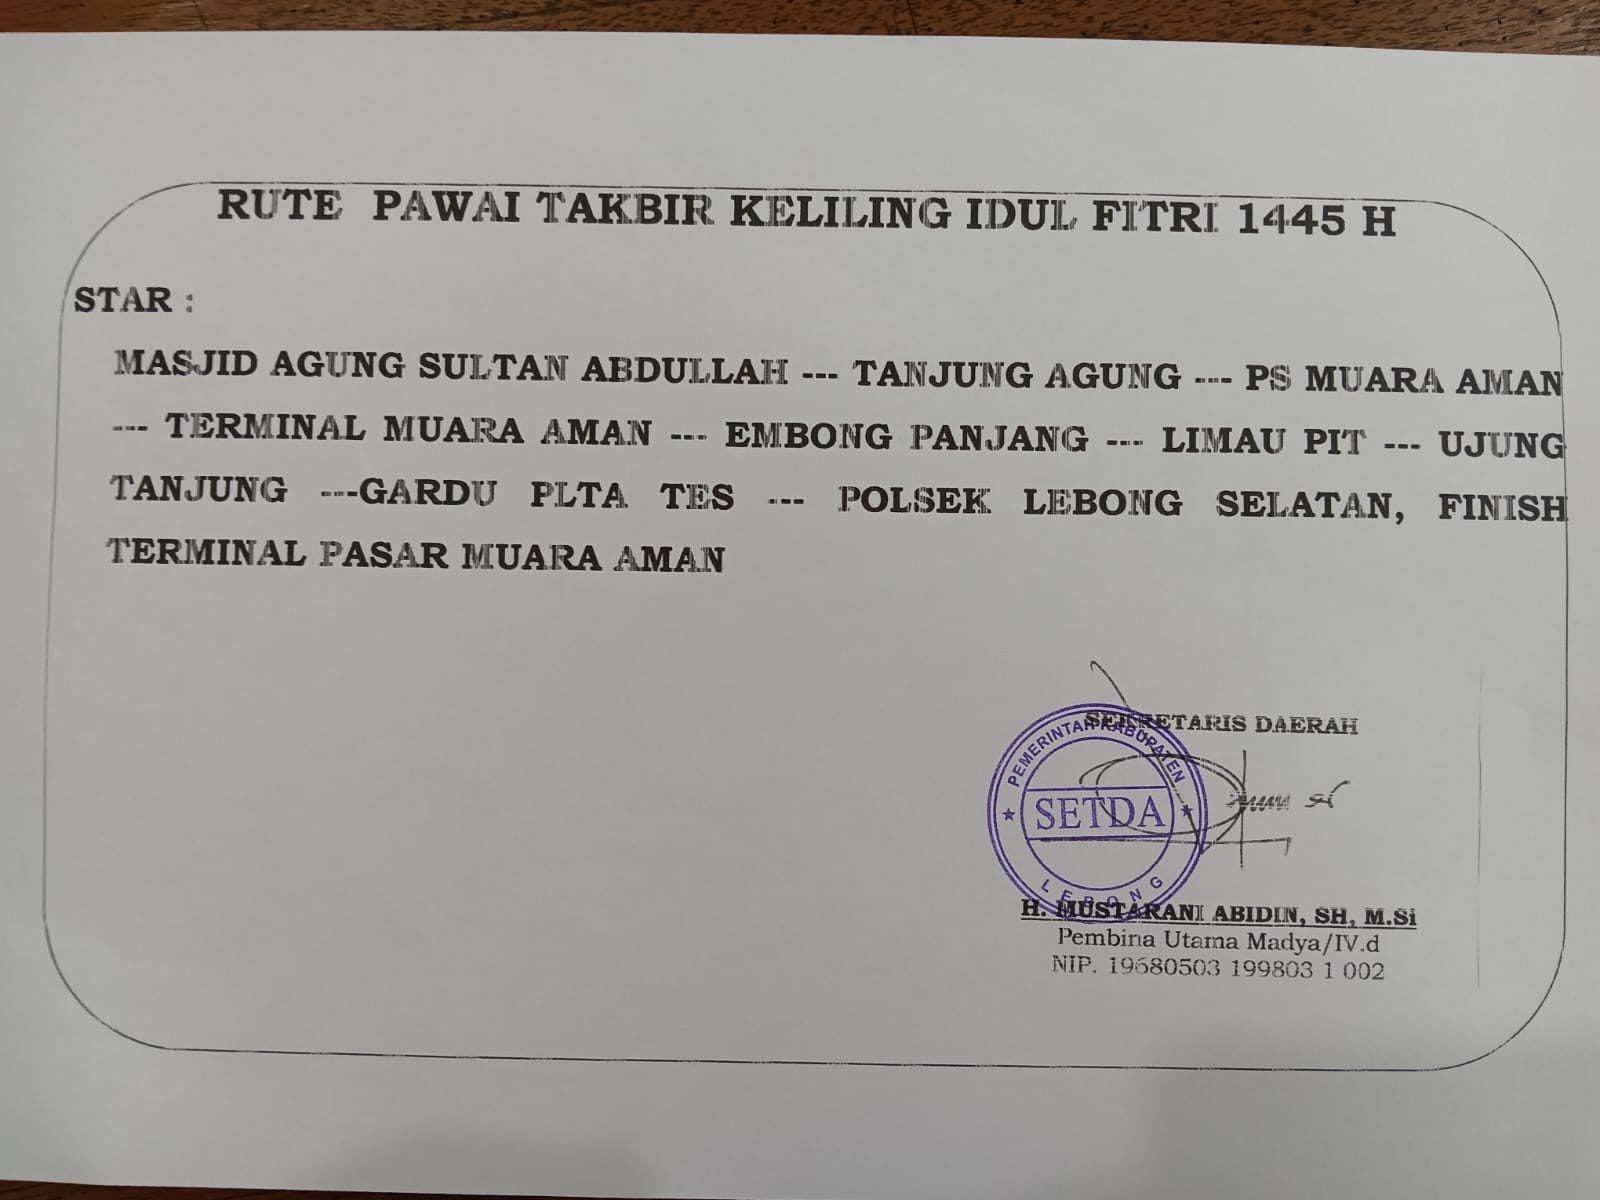 RUTE PAWAI TAKBIR KELILING IDUL FITRI 1445 H
STAR :
MASJID AGUNG SULTAN ABDULLAH --- TANJUNG AGUNG --- PS MUARA AMAN
--- TERMINAL MUARA AMAN --- EMBONG PANJANG --- LIMAU PIT --- UJUNG
TANJUNG ---GARDU PLTA TES --- POLSEK LEBONG SELATAN, FINISH
TERMINAL PASAR MUARA AMAN
SEKRETARIS DAERAH
PEMERINTAH KABUPATEN
SETDA
LEBONG
H. MUSTARANI ABIDIN, SH, M.Si
Pembina Utama Madya/IV.d
NIP. 19680503 199803 1 002